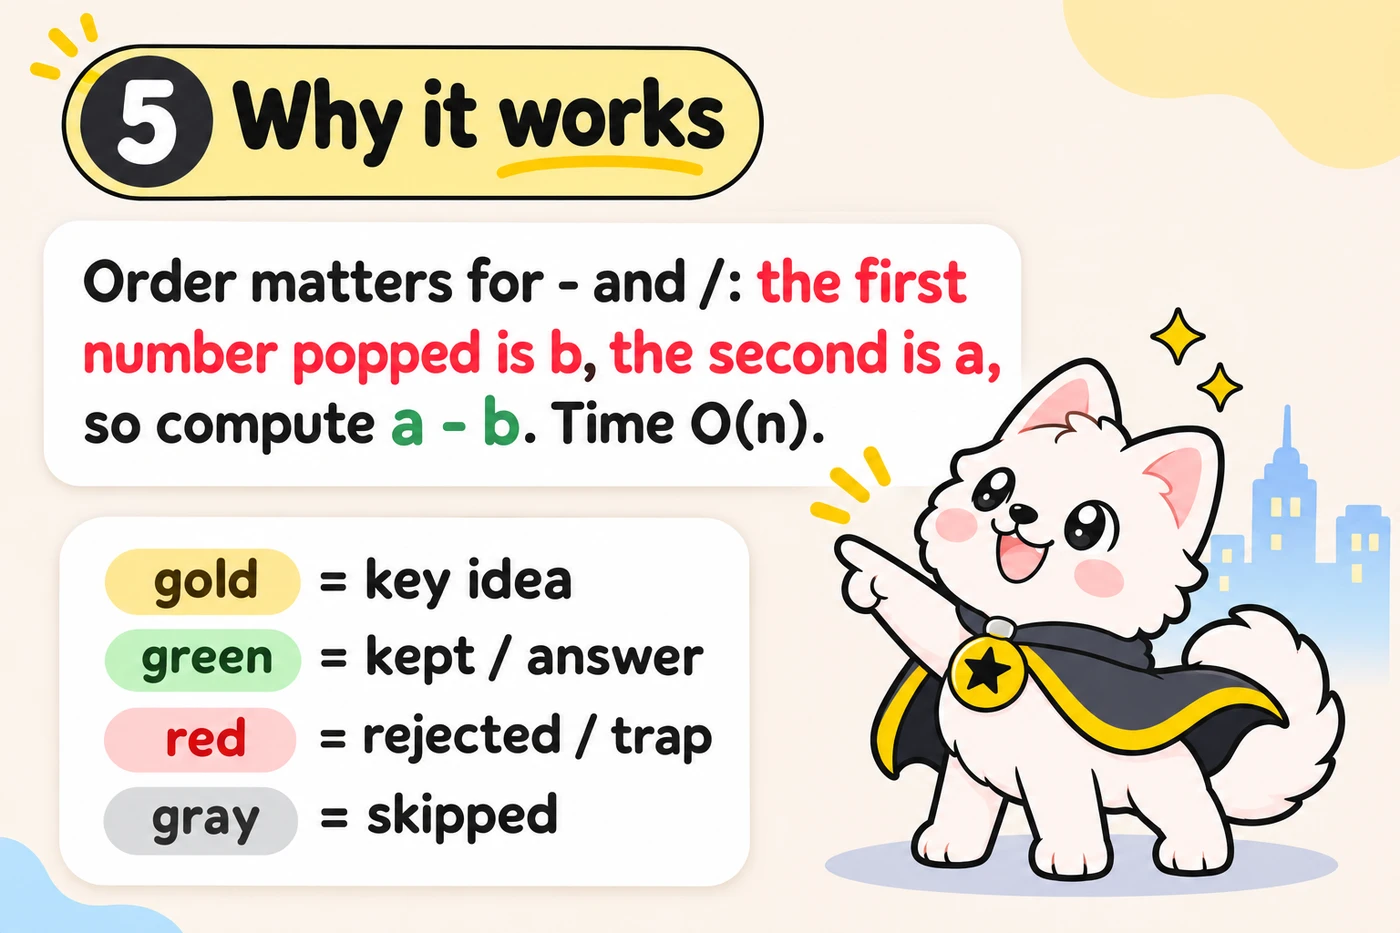 5 Why it works
Order matters for - and /: the first
number popped is b, the second is a,
so compute a - b. Time O(n).
gold = key idea
green = kept / answer
red = rejected / trap
gray = skipped